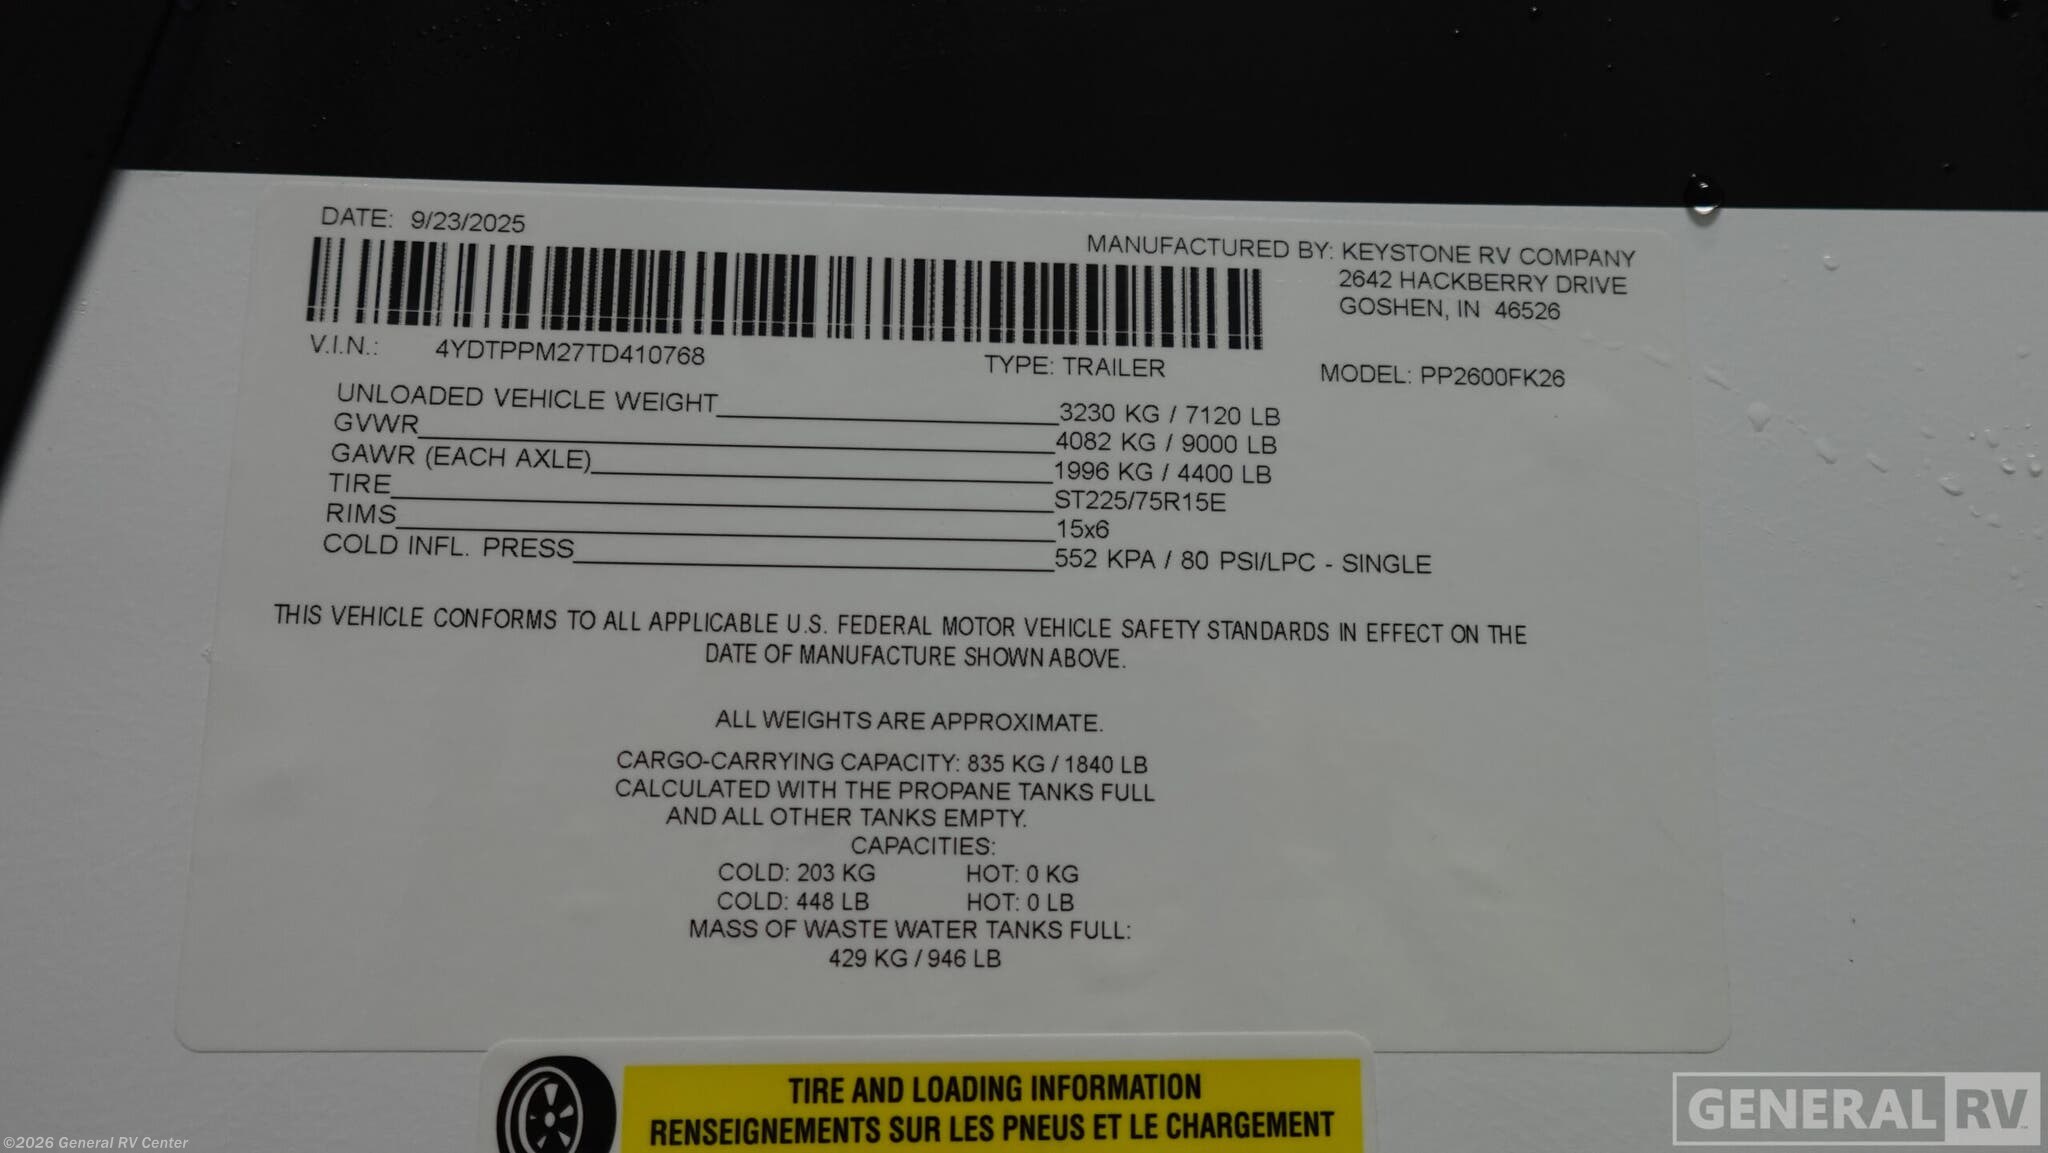 DATE: 9/23/2025
MANUFACTURED BY: KEYSTONE RV COMPANY
2642 HACKBERRY DRIVE
GOSHEN, IN 46526
V.I.N.: 4YDTPPM27TD410768 TYPE: TRAILER MODEL: PP2600FK26
UNLOADED VEHICLE WEIGHT 3230 KG / 7120 LB
GVWR 4082 KG / 9000 LB
GAWR (EACH AXLE) 1996 KG / 4400 LB
TIRE ST225/75R15E
RIMS 15x6
COLD INFL. PRESS 552 KPA / 80 PSI/LPC - SINGLE
THIS VEHICLE CONFORMS TO ALL APPLICABLE U.S. FEDERAL MOTOR VEHICLE SAFETY STANDARDS IN EFFECT ON THE
DATE OF MANUFACTURE SHOWN ABOVE.
ALL WEIGHTS ARE APPROXIMATE.
CARGO-CARRYING CAPACITY: 835 KG / 1840 LB
CALCULATED WITH THE PROPANE TANKS FULL
AND ALL OTHER TANKS EMPTY.
CAPACITIES:
COLD: 203 KG HOT: 0 KG
COLD: 448 LB HOT: 0 LB
MASS OF WASTE WATER TANKS FULL:
429 KG / 946 LB
TIRE AND LOADING INFORMATION
RENSEIGNEMENTS SUR LES PNEUS ET LE CHARGEMENT
GENERAL RV
©2026 General RV Center